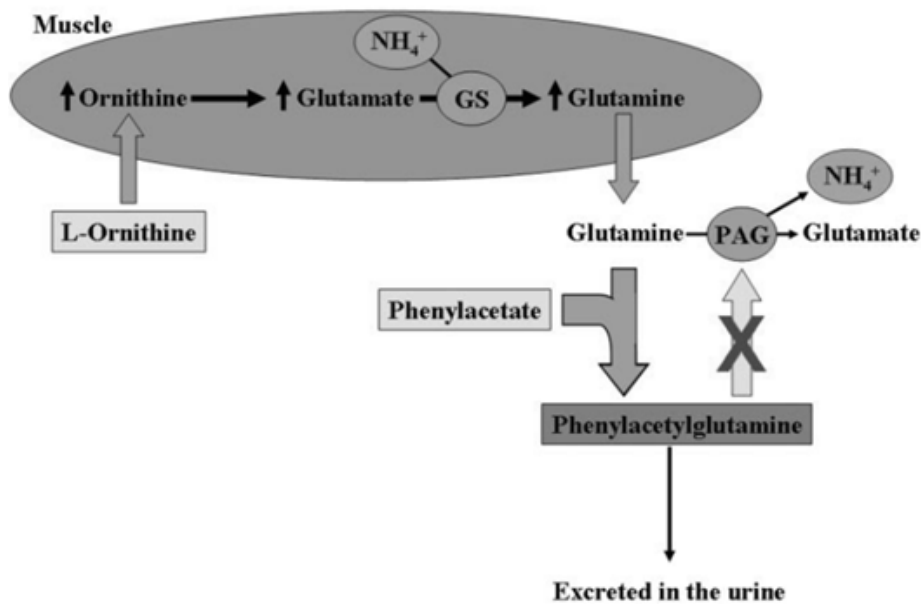 Muscle
NH₄⁺
Ornithine
Glutamate
GS
Glutamine
L-Ornithine
NH₄⁺
Glutamine
PAG
Glutamate
Phenylacetate
X
Phenylacetylglutamine
Excreted in the urine